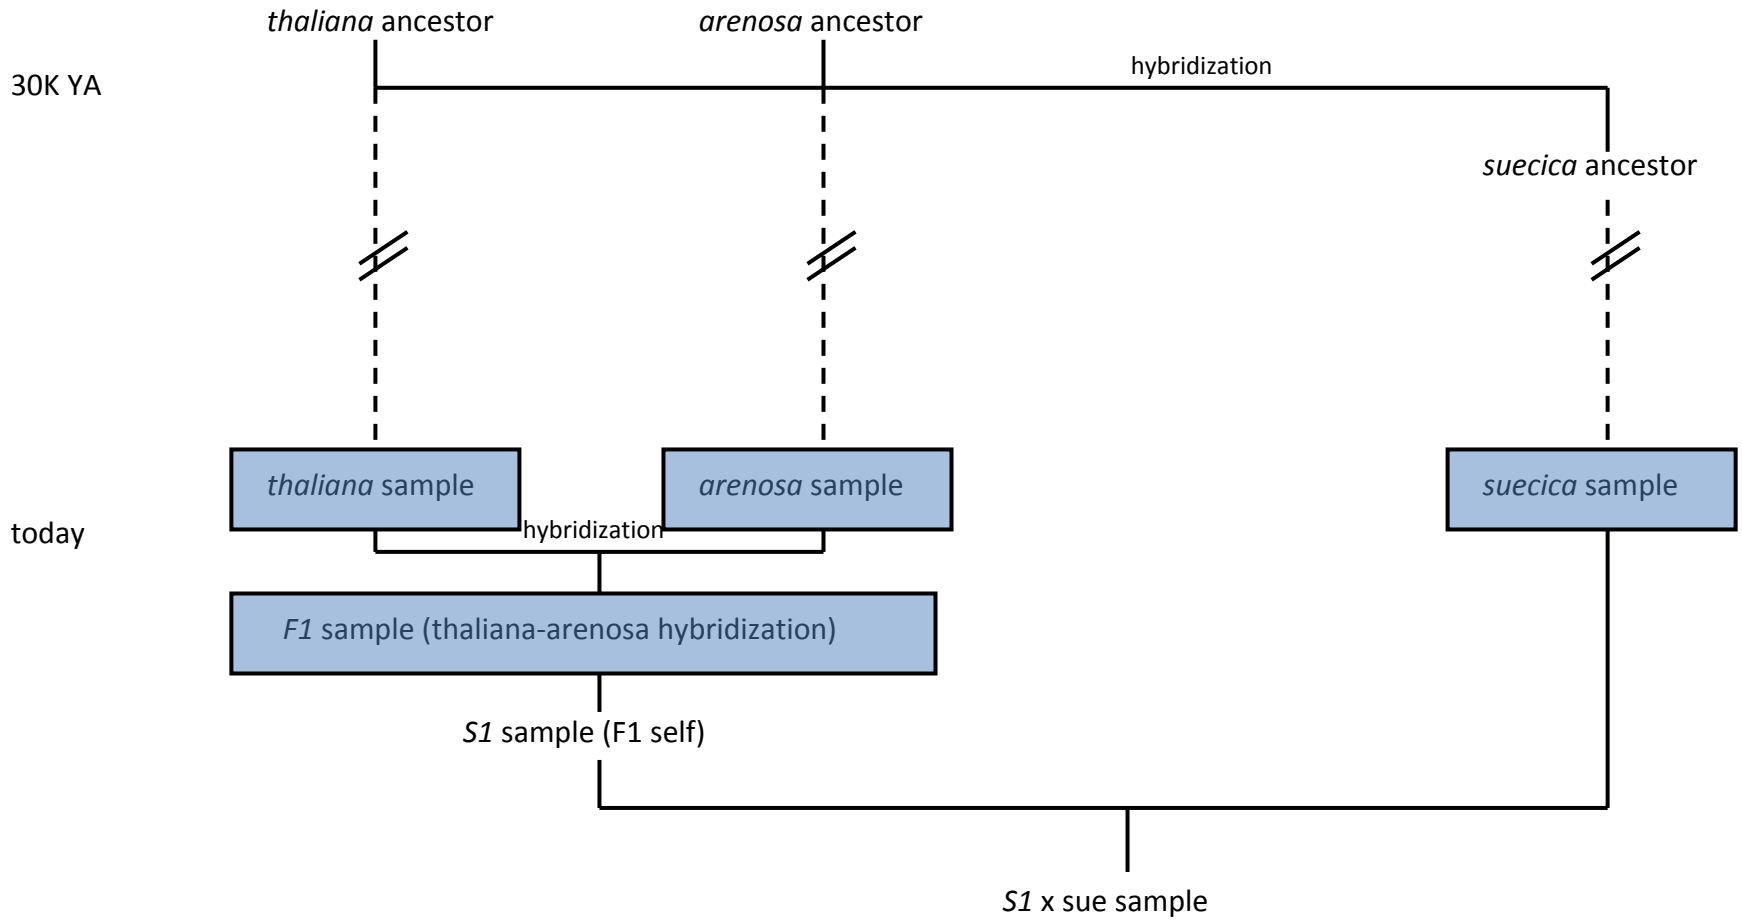 thaliana ancestor
arenosa ancestor
hybridization
30K YA
suecica ancestor
thaliana sample
arenosa sample
suecica sample
today
hybridization
F1 sample (thaliana-arenosa hybridization)
S1 sample (F1 self)
S1 x sue sample